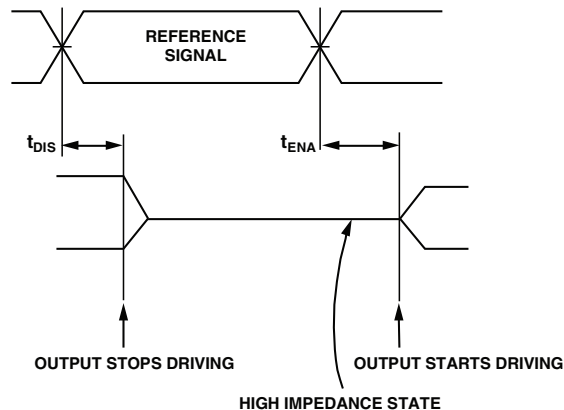 REFERENCE
SIGNAL
tDIS
tENA
OUTPUT STOPS DRIVING
OUTPUT STARTS DRIVING
HIGH IMPEDANCE STATE